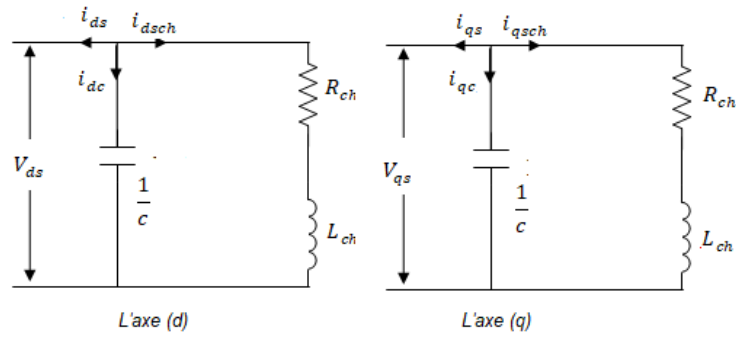 i_ds i_dsch
i_dc
R_ch
V_ds
1/c
L_ch
L'axe (d)
i_qs i_qsch
i_qc
R_ch
V_qs
1/c
L_ch
L'axe (q)